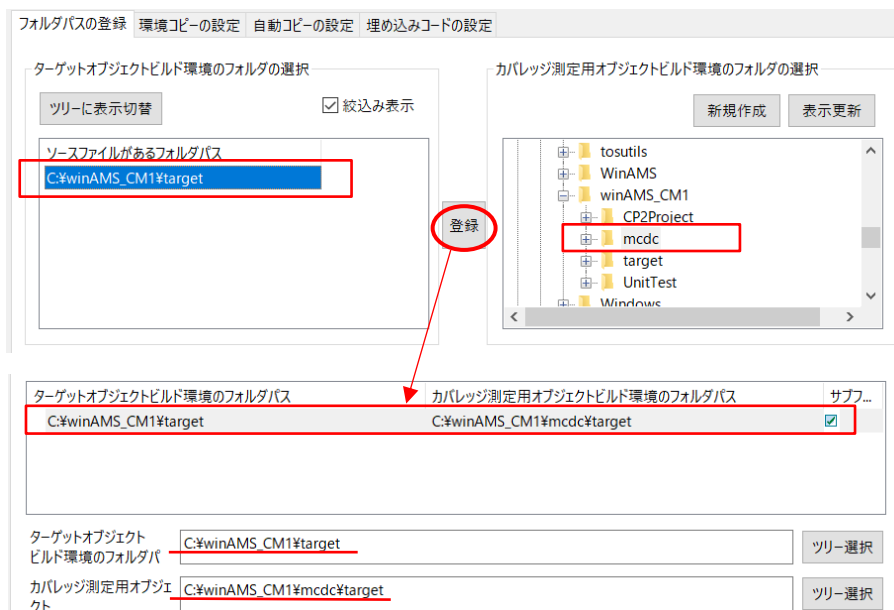 フォルダパスの登録 環境コピーの設定 自動コピーの設定 埋め込みコードの設定
ターゲットオブジェクトビルド環境のフォルダの選択
ツリーに表示切替
絞込み表示
ソースファイルがあるフォルダパス
C:¥winAMS_CM1¥target
登録
カバレッジ測定用オブジェクトビルド環境のフォルダの選択
新規作成 表示更新
tosutils
WinAMS
winAMS_CM1
CP2Project
mcdc
target
UnitTest
Windows
ターゲットオブジェクトビルド環境のフォルダパス カバレッジ測定用オブジェクトビルド環境のフォルダパス サブフ...
C:¥winAMS_CM1¥target C:¥winAMS_CM1¥mcdc¥target
ターゲットオブジェクト
ビルド環境のフォルダパ
C:¥winAMS_CM1¥target
ツリー選択
カバレッジ測定用オブジェ
クト
C:¥winAMS_CM1¥mcdc¥target
ツリー選択